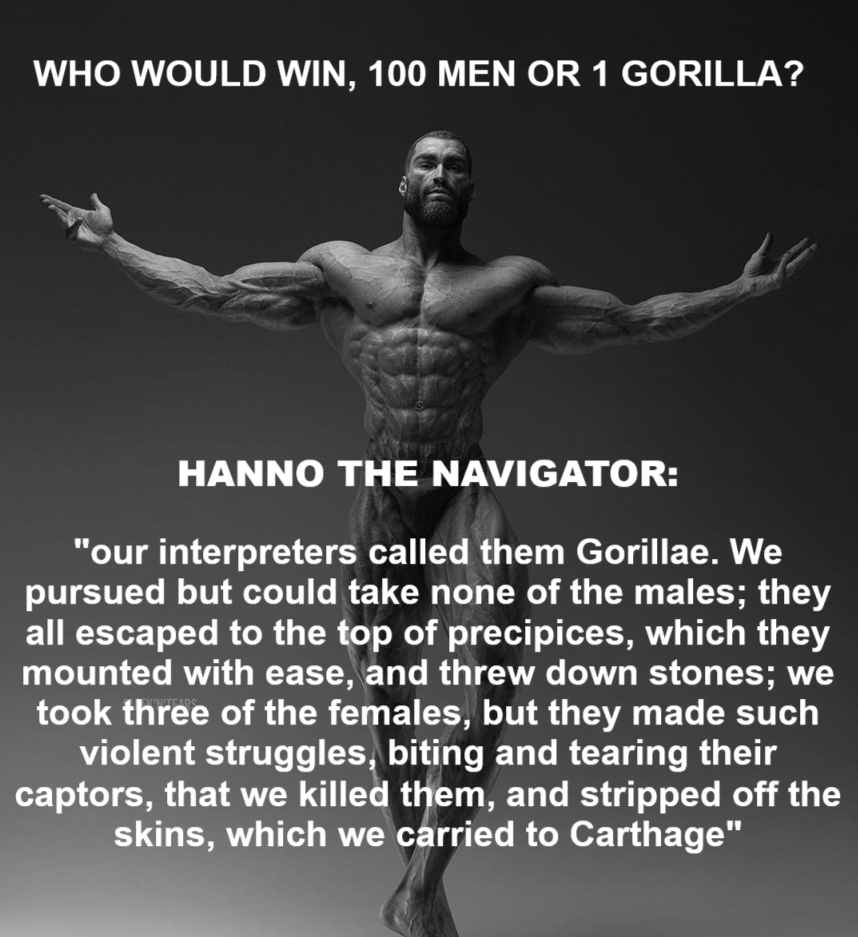 WHO WOULD WIN, 100 MEN OR 1 GORILLA?
HANNO THE NAVIGATOR:
"our interpreters called them Gorillae. We
pursued but could take none of the males; they
all escaped to the top of precipices, which they
mounted with ease, and threw down stones; we
took three of the females, but they made such
violent struggles, biting and tearing their
captors, that we killed them, and stripped off the
skins, which we carried to Carthage"